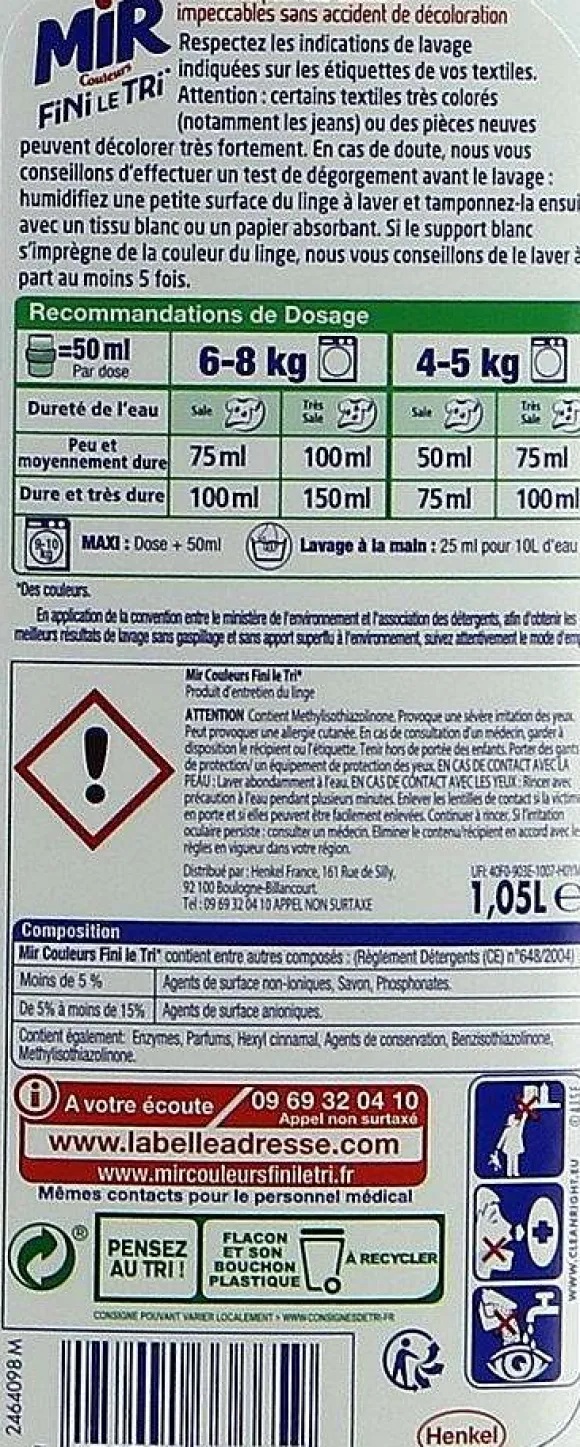 MiR
Couleurs
FiNi LE TRi*
impeccables sans accident de décoloration
Respectez les indications de lavage
indiquées sur les étiquettes de vos textiles.
Attention : certains textiles très colorés
(notamment les jeans) ou des pièces neuves
peuvent décolorer très fortement. En cas de doute, nous vous
conseillons d'effectuer un test de dégorgement avant le lavage :
humidifiez une petite surface du linge à laver et tamponnez-la ensui
avec un tissu blanc ou un papier absorbant. Si le support blanc
s'imprègne de la couleur du linge, nous vous conseillons de le laver à
part au moins 5 fois.
Recommandations de Dosage
=50 ml Par dose 6-8 kg 4-5 kg
Dureté de l'eau Sale Très Sale Sale Très Sale
Peu et moyennement dure 75 ml 100 ml 50 ml 75 ml
Dure et très dure 100 ml 150 ml 75 ml 100 ml
9-10 kg MAXI : Dose + 50ml Lavage à la main : 25 ml pour 10L d'eau
*Des couleurs.
En application de la convention entre le ministère de l'environnement et l'association des détergents, afin d'obtenir les
meilleurs résultats de lavage sans gaspillage et sans apport superflu à l'environnement, suivez attentivement le mode d'emp
Mir Couleurs Fini le Tri*
Produit d'entretien du linge
ATTENTION Contient Methylisothiazolinone. Provoque une sévère irritation des yeux.
Peut provoquer une allergie cutanée. En cas de consultation d'un médecin, garder à
disposition le récipient ou l'étiquette. Tenir hors de portée des enfants. Porter des gants
de protection/ un équipement de protection des yeux. EN CAS DE CONTACT AVEC LA
PEAU : Laver abondamment à l'eau. EN CAS DE CONTACT AVEC LES YEUX : Rincer avec
précaution à l'eau pendant plusieurs minutes. Enlever les lentilles de contact si la victime
en porte et si elles peuvent être facilement enlevées. Continuer à rincer. Si l'irritation
oculaire persiste : consulter un médecin. Eliminer le contenu/récipient en accord avec les
règles en vigueur dans votre région.
Distribué par : Henkel France, 161 Rue de Silly,
92 100 Boulogne-Billancourt.
Tel : 09 69 32 04 10 APPEL NON SURTAXE
UFI: 40F0-903E-1007-
1,05L e
Composition
Mir Couleurs Fini le Tri* contient entre autres composés : (Règlement Détergents (CE) n°648/2004)
Moins de 5 % Agents de surface non-ioniques, Savon, Phosphonates.
De 5% à moins de 15% Agents de surface anioniques.
Contient également: Enzymes, Parfums, Hexyl cinnamal, Agents de conservation, Benzisothiazolinone,
Methylisothiazolinone.
A votre écoute 09 69 32 04 10
Appel non surtaxé
www.labelleadresse.com
www.mircouleursfiniletri.fr
Mêmes contacts pour le personnel médical
PENSEZ
AU TRI !
FLACON
ET SON
BOUCHON
PLASTIQUE
À RECYCLER
CONSIGNE POUVANT VARIER LOCALEMENT > WWW.CONSIGNESDETRI.FR
WWW.CLEANRIGHT.EU © AISE
2464098 M
Henkel